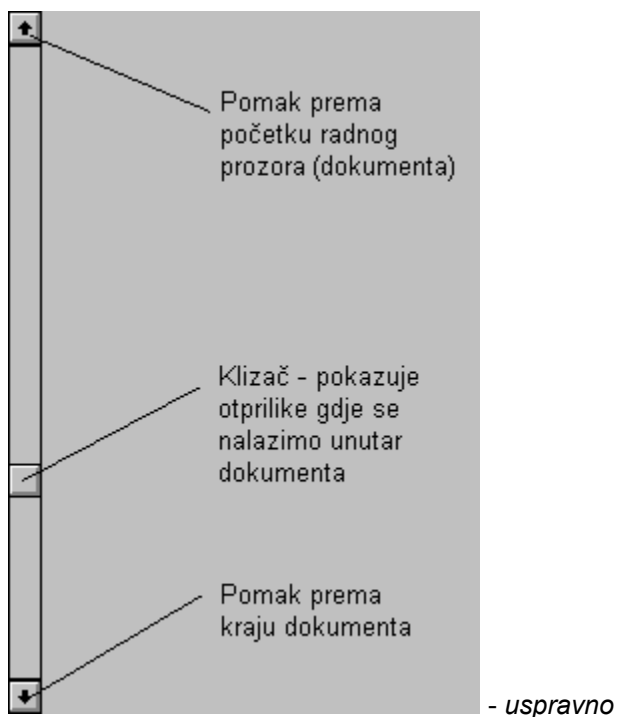 Pomak prema
početku radnog
prozora (dokumenta)
Klizač - pokazuje
otprilike gdje se
nalazimo unutar
dokumenta
Pomak prema
kraju dokumenta
- uspravno